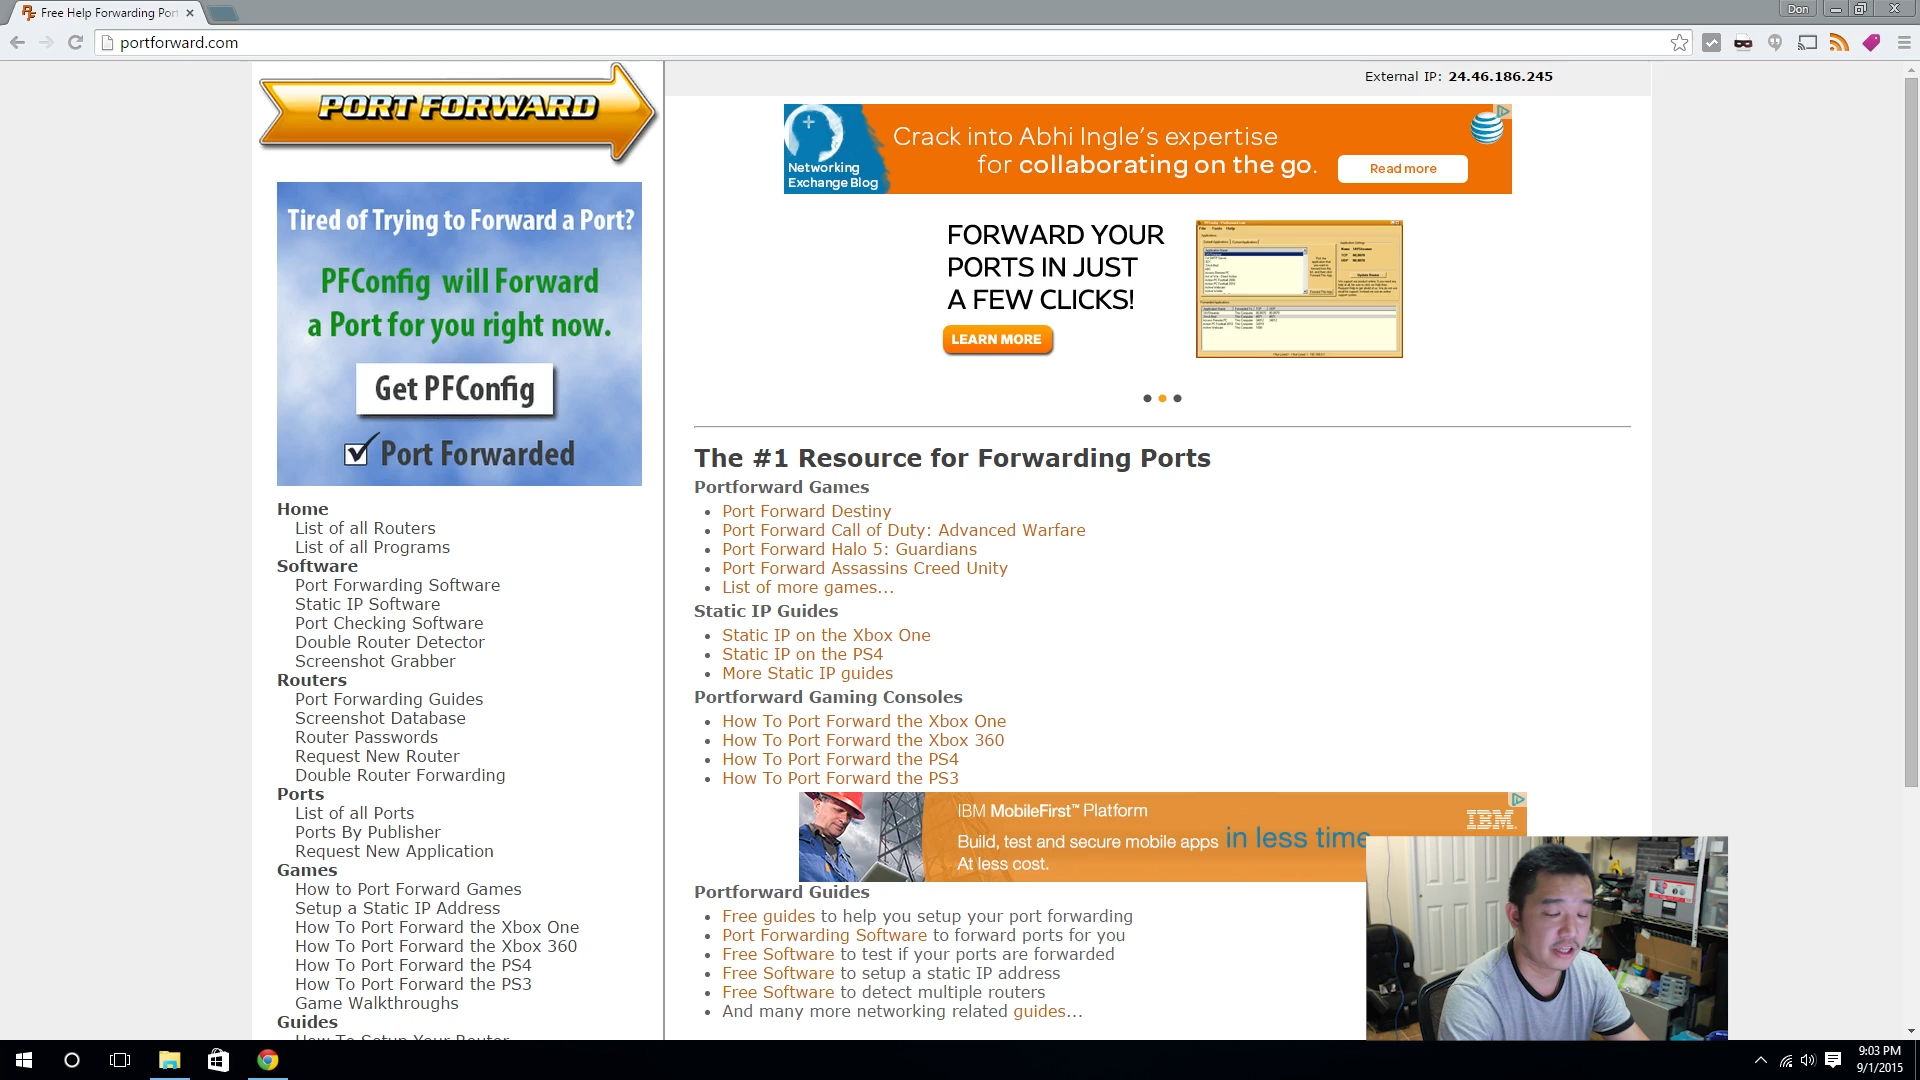 Free Help Forwarding Por
Don
portforward.com
PORT FORWARD
External IP: 24.46.186.245
Networking
Exchange Blog
Crack into Abhi Ingle's expertise
for collaborating on the go.
Read more
Tired of Trying to Forward a Port?
PFConfig will Forward
a Port for you right now.
Get PFConfig
Port Forwarded
FORWARD YOUR
PORTS IN JUST
A FEW CLICKS!
LEARN MORE
Home
List of all Routers
List of all Programs
Software
Port Forwarding Software
Static IP Software
Port Checking Software
Double Router Detector
Screenshot Grabber
Routers
Port Forwarding Guides
Screenshot Database
Router Passwords
Request New Router
Double Router Forwarding
Ports
List of all Ports
Ports By Publisher
Request New Application
Games
How to Port Forward Games
Setup a Static IP Address
How To Port Forward the Xbox One
How To Port Forward the Xbox 360
How To Port Forward the PS4
How To Port Forward the PS3
Game Walkthroughs
Guides
How To Setup Your Router
The #1 Resource for Forwarding Ports
Portforward Games
Port Forward Destiny
Port Forward Call of Duty: Advanced Warfare
Port Forward Halo 5: Guardians
Port Forward Assassins Creed Unity
List of more games...
Static IP Guides
Static IP on the Xbox One
Static IP on the PS4
More Static IP guides
Portforward Gaming Consoles
How To Port Forward the Xbox One
How To Port Forward the Xbox 360
How To Port Forward the PS4
How To Port Forward the PS3
IBM MobileFirst™ Platform
Build, test and secure mobile apps in less time.
At less cost.
IBM
Portforward Guides
Free guides to help you setup your port forwarding
Port Forwarding Software to forward ports for you
Free Software to test if your ports are forwarded
Free Software to setup a static IP address
Free Software to detect multiple routers
And many more networking related guides...
9:03 PM
9/1/2015